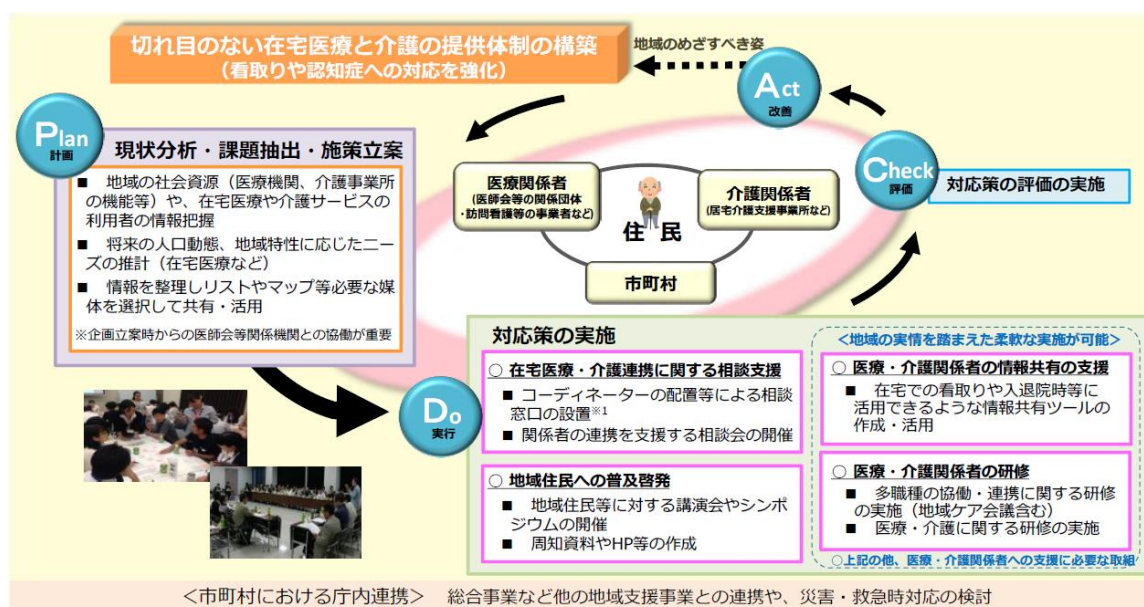 切れ目のない在宅医療と介護の提供体制の構築
（看取りや認知症への対応を強化）
地域のめざすべき姿
Act
改善
Plan
計画
現状分析・課題抽出・施策立案
■ 地域の社会資源（医療機関、介護事業所
の機能等）や、在宅医療や介護サービスの
利用者の情報把握
■ 将来の人口動態、地域特性に応じたニー
ズの推計（在宅医療など）
■ 情報を整理しリストやマップ等必要な媒
体を選択して共有・活用
※企画立案時からの医師会等関係機関との協働が重要
医療関係者
（医師会等の関係団体
・訪問看護等の事業者など）
介護関係者
（居宅介護支援事業所など）
住 民
市町村
Check
評価
対応策の評価の実施
Do
実行
対応策の実施
○ 在宅医療・介護連携に関する相談支援
■ コーディネーターの配置等による相談
窓口の設置※1
■ 関係者の連携を支援する相談会の開催
○ 地域住民への普及啓発
■ 地域住民等に対する講演会やシンポ
ジウムの開催
■ 周知資料やHP等の作成
＜地域の実情を踏まえた柔軟な実施が可能＞
○ 医療・介護関係者の情報共有の支援
■ 在宅での看取りや入退院時等に
活用できるような情報共有ツールの
作成・活用
○ 医療・介護関係者の研修
■ 多職種の協働・連携に関する研修
の実施（地域ケア会議含む）
■ 医療・介護に関する研修の実施
○上記の他、医療・介護関係者への支援に必要な取組
＜市町村における庁内連携＞ 総合事業など他の地域支援事業との連携や、災害・救急時対応の検討